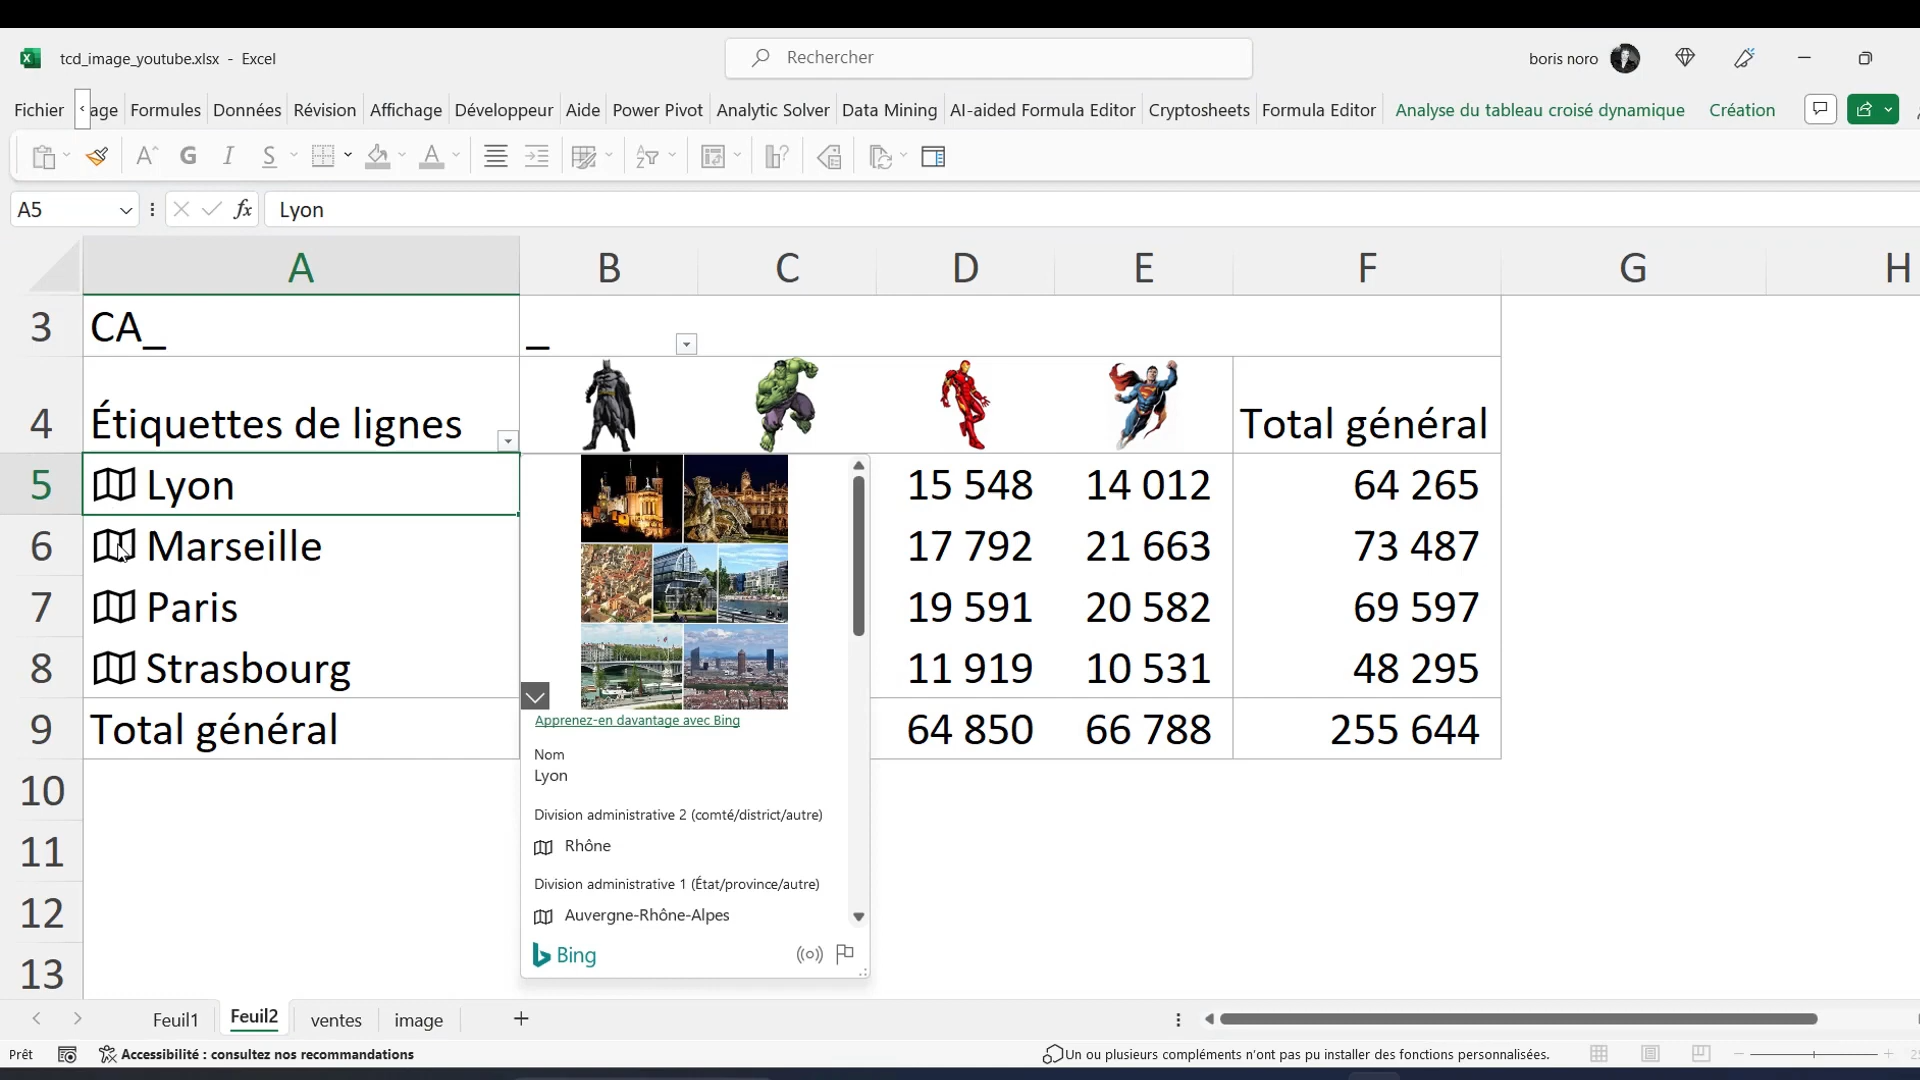 tcd_image_youtube.xlsx - Excel
Rechercher
boris noro
Fichier age Formules Données Révision Affichage Développeur Aide Power Pivot Analytic Solver Data Mining AI-aided Formula Editor Cryptosheets Formula Editor Analyse du tableau croisé dynamique Création
A G I S A
A5 fx Lyon
A B C D E F G H
3 CA_ _
4 Étiquettes de lignes Total général
5 Lyon 15 548 14 012 64 265
6 Marseille 17 792 21 663 73 487
7 Paris 19 591 20 582 69 597
8 Strasbourg 11 919 10 531 48 295
9 Total général 64 850 66 788 255 644
10
11
12
13
Apprenez-en davantage avec Bing
Nom
Lyon
Division administrative 2 (comté/district/autre)
Rhône
Division administrative 1 (État/province/autre)
Auvergne-Rhône-Alpes
Bing
Feuil1 Feuil2 ventes image
Prêt Accessibilité : consultez nos recommandations Un ou plusieurs compléments n'ont pas pu installer des fonctions personnalisées.